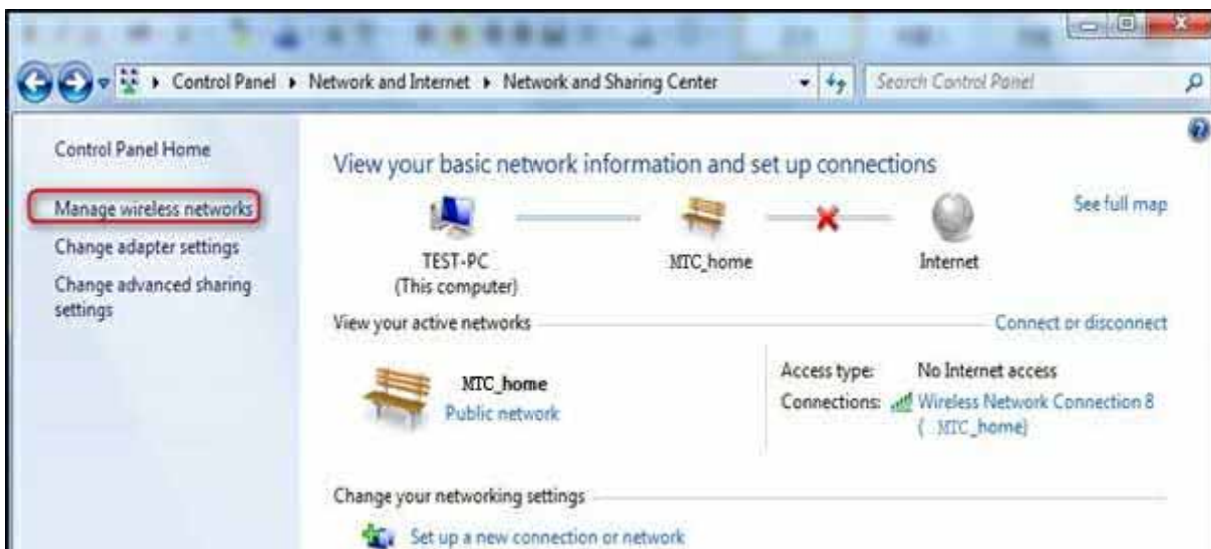 Control Panel ▸ Network and Internet ▸ Network and Sharing Center
Search Control Panel
Control Panel Home
Manage wireless networks
Change adapter settings
Change advanced sharing
settings
View your basic network information and set up connections
See full map
TEST-PC
(This computer)
MTC_home
Internet
View your active networks
Connect or disconnect
MTC_home
Public network
Access type: No Internet access
Connections: Wireless Network Connection 8
( MTC_home)
Change your networking settings
Set up a new connection or network